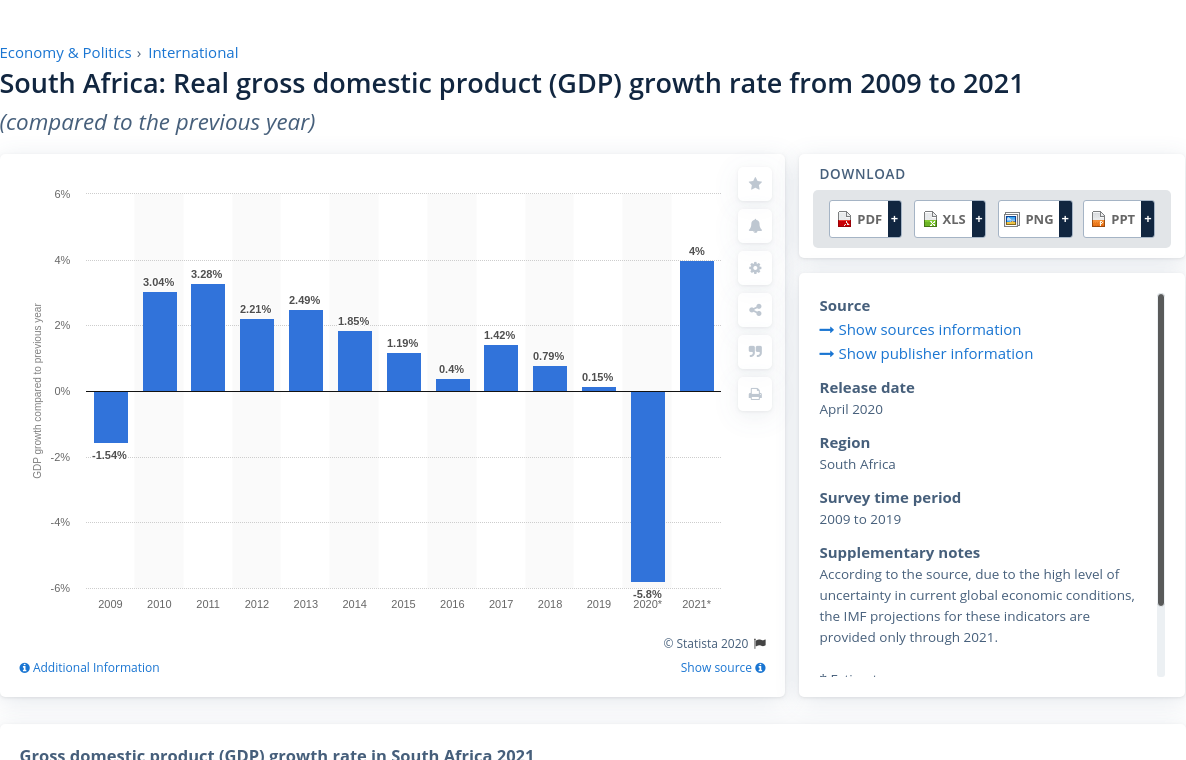 Economy & Politics › International
South Africa: Real gross domestic product (GDP) growth rate from 2009 to 2021
(compared to the previous year)
6%
4%
2%
0%
-2%
-4%
-6%
GDP growth compared to previous year
-1.54%
3.04%
3.28%
2.21%
2.49%
1.85%
1.19%
0.4%
1.42%
0.79%
0.15%
-5.8%
4%
2009 2010 2011 2012 2013 2014 2015 2016 2017 2018 2019 2020* 2021*
© Statista 2020
Additional Information
Show source
DOWNLOAD
PDF + XLS + PNG + PPT +
Source
Show sources information
Show publisher information
Release date
April 2020
Region
South Africa
Survey time period
2009 to 2019
Supplementary notes
According to the source, due to the high level of
uncertainty in current global economic conditions,
the IMF projections for these indicators are
provided only through 2021.
Gross domestic product (GDP) growth rate in South Africa 2021